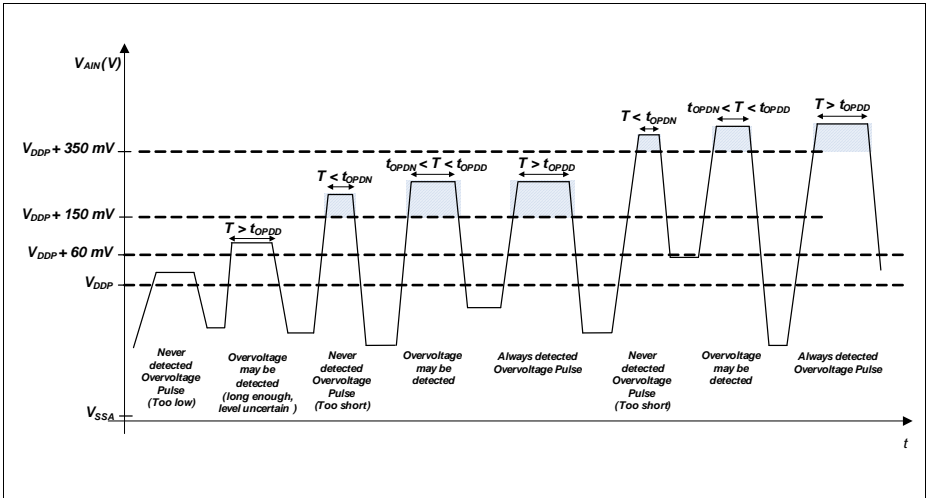 V_AIN (V)
T < t_OPDN
t_OPDN < T < t_OPDD
T > t_OPDD
V_DDP + 350 mV
T < t_OPDN
t_OPDN < T < t_OPDD
T > t_OPDD
V_DDP + 150 mV
T > t_OPDD
V_DDP + 60 mV
V_DDP
Never
detected
Overvoltage
Pulse
(Too low)
Overvoltage
may be
detected
(long enough,
level uncertain )
Never
detected
Overvoltage
Pulse
(Too short)
Overvoltage
may be
detected
Always detected
Overvoltage Pulse
Never
detected
Overvoltage
Pulse
(Too short)
Overvoltage
may be
detected
Always detected
Overvoltage Pulse
V_SSA
t